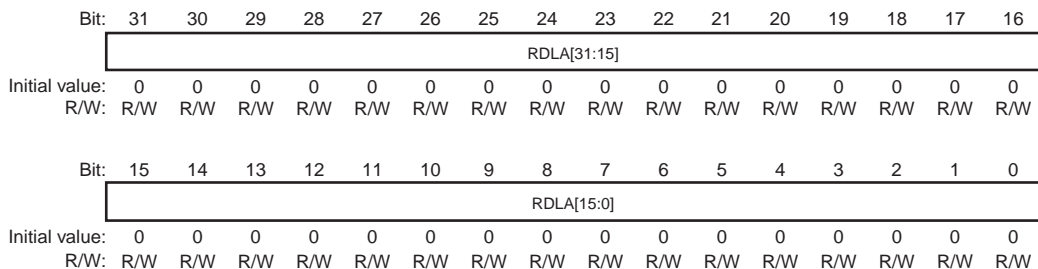 Bit: 31 30 29 28 27 26 25 24 23 22 21 20 19 18 17 16
RDLA[31:15]
Initial value: 0 0 0 0 0 0 0 0 0 0 0 0 0 0 0 0
R/W: R/W R/W R/W R/W R/W R/W R/W R/W R/W R/W R/W R/W R/W R/W R/W R/W
Bit: 15 14 13 12 11 10 9 8 7 6 5 4 3 2 1 0
RDLA[15:0]
Initial value: 0 0 0 0 0 0 0 0 0 0 0 0 0 0 0 0
R/W: R/W R/W R/W R/W R/W R/W R/W R/W R/W R/W R/W R/W R/W R/W R/W R/W